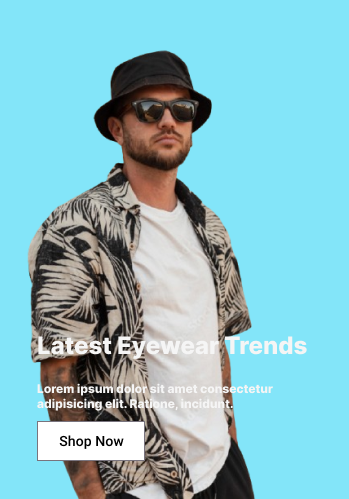 Latest Eyewear Trends
Lorem ipsum dolor sit amet consectetur
adipisicing elit. Ratione, incidunt.
Shop Now